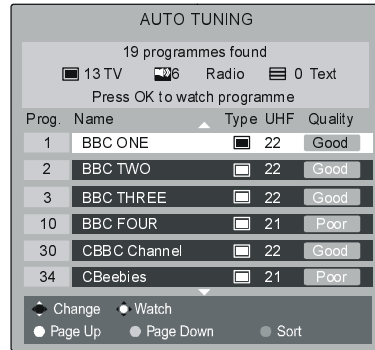 AUTO TUNING
19 programmes found
13 TV 6 Radio 0 Text
Press OK to watch programme
Prog. Name Type UHF Quality
1 BBC ONE 22 Good
2 BBC TWO 22 Good
3 BBC THREE 22 Good
10 BBC FOUR 21 Poor
30 CBBC Channel 22 Good
34 CBeebies 21 Poor
Change Watch
Page Up Page Down Sort